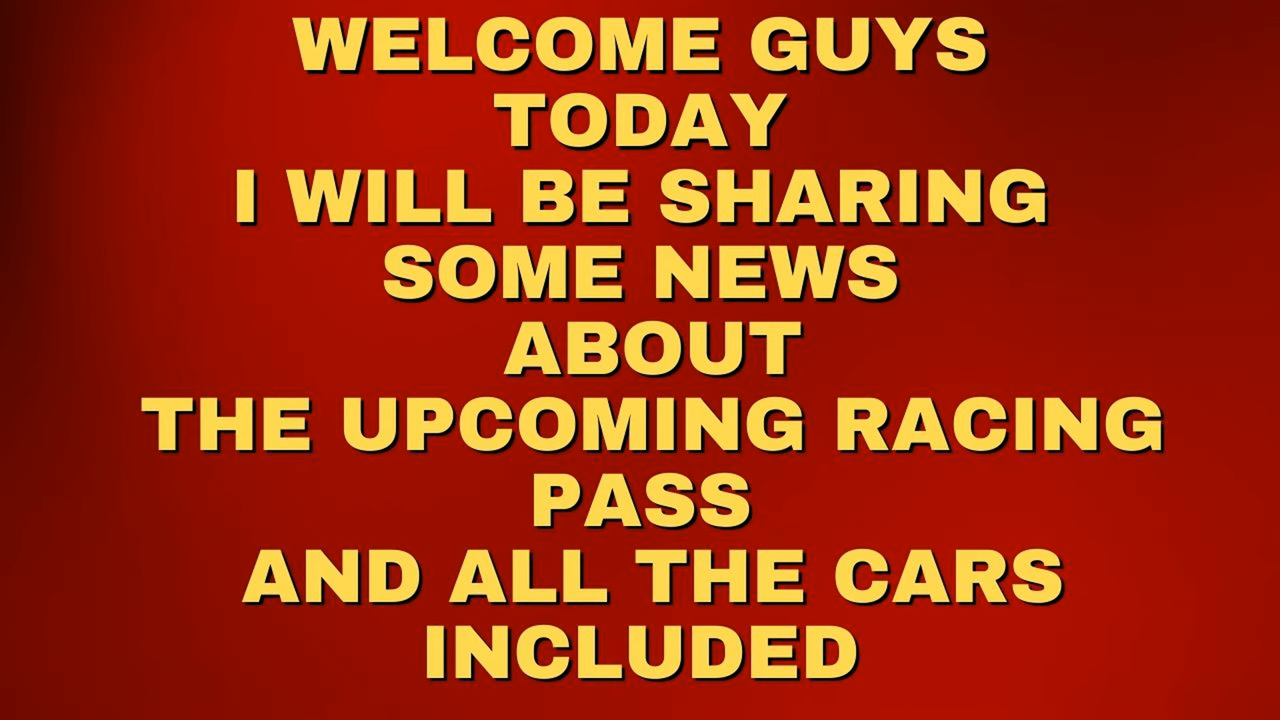 WELCOME GUYS
TODAY
I WILL BE SHARING
SOME NEWS
ABOUT
THE UPCOMING RACING
PASS
AND ALL THE CARS
INCLUDED